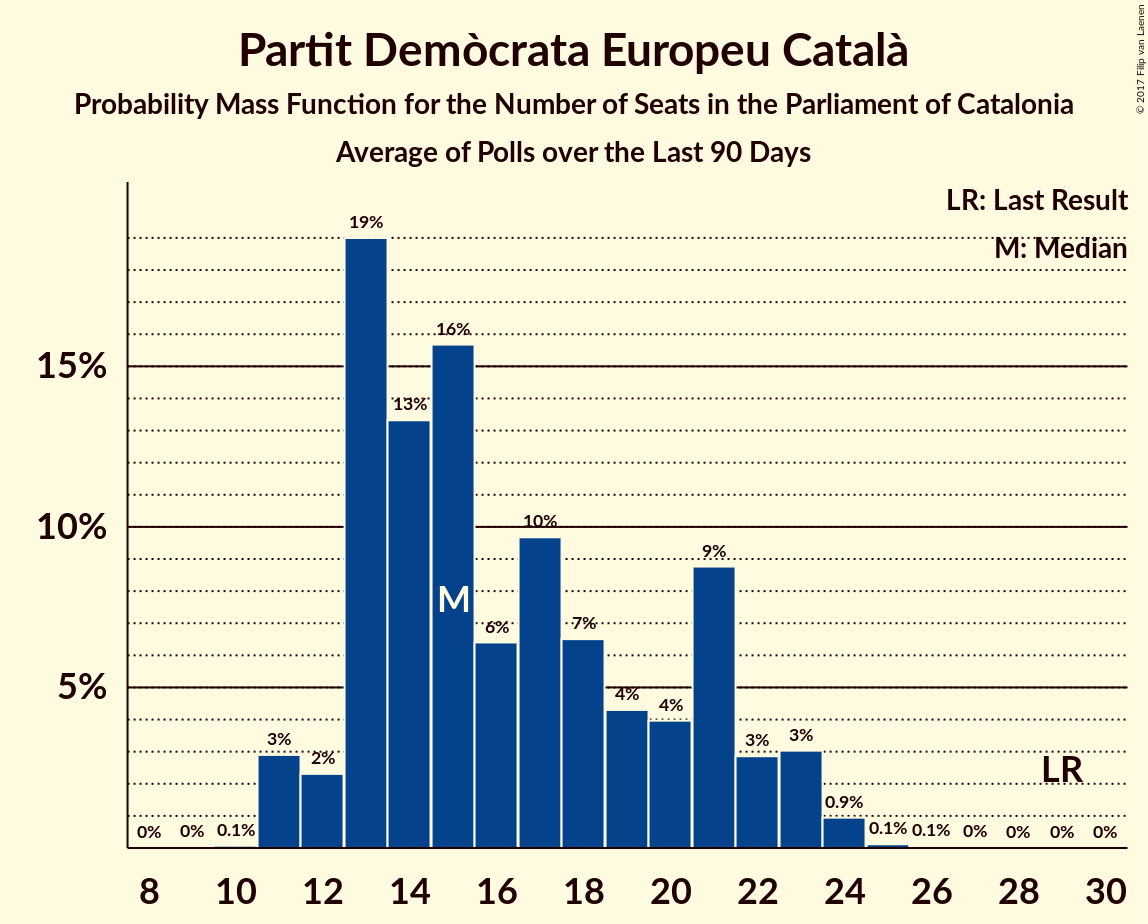 Partit Demòcrata Europeu Català
Probability Mass Function for the Number of Seats in the Parliament of Catalonia
Average of Polls over the Last 90 Days
© 2017 Filip van Laenen
LR: Last Result
M: Median
15%
10%
5%
0%
0%
0.1%
3%
2%
19%
13%
16%
6%
10%
7%
4%
4%
9%
3%
3%
0.9%
0.1%
0.1%
0%
0%
0%
0%
M
LR
8 10 12 14 16 18 20 22 24 26 28 30